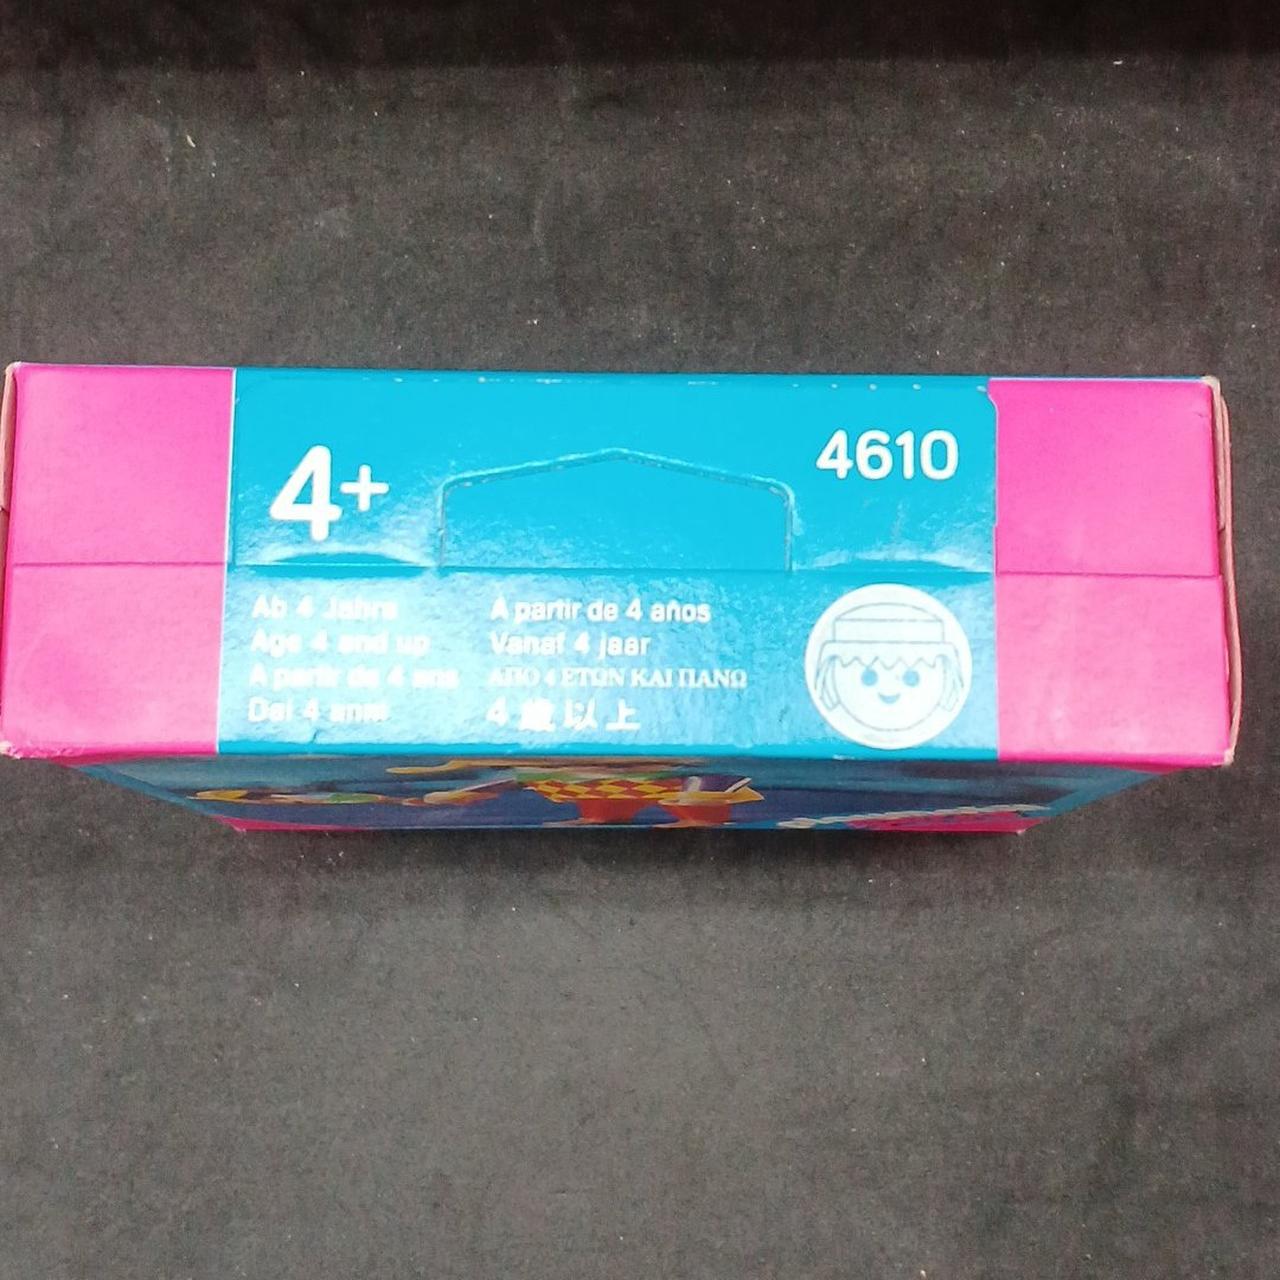 4+
4610
Ab 4 Jahre
Age 4 and up
A partir de 4 ans
Dai 4 anni
A partir de 4 años
Vanaf 4 jaar
ΑΠΟ 4 ΕΤΩΝ ΚΑΙ ΠΑΝΩ
4 歳以上